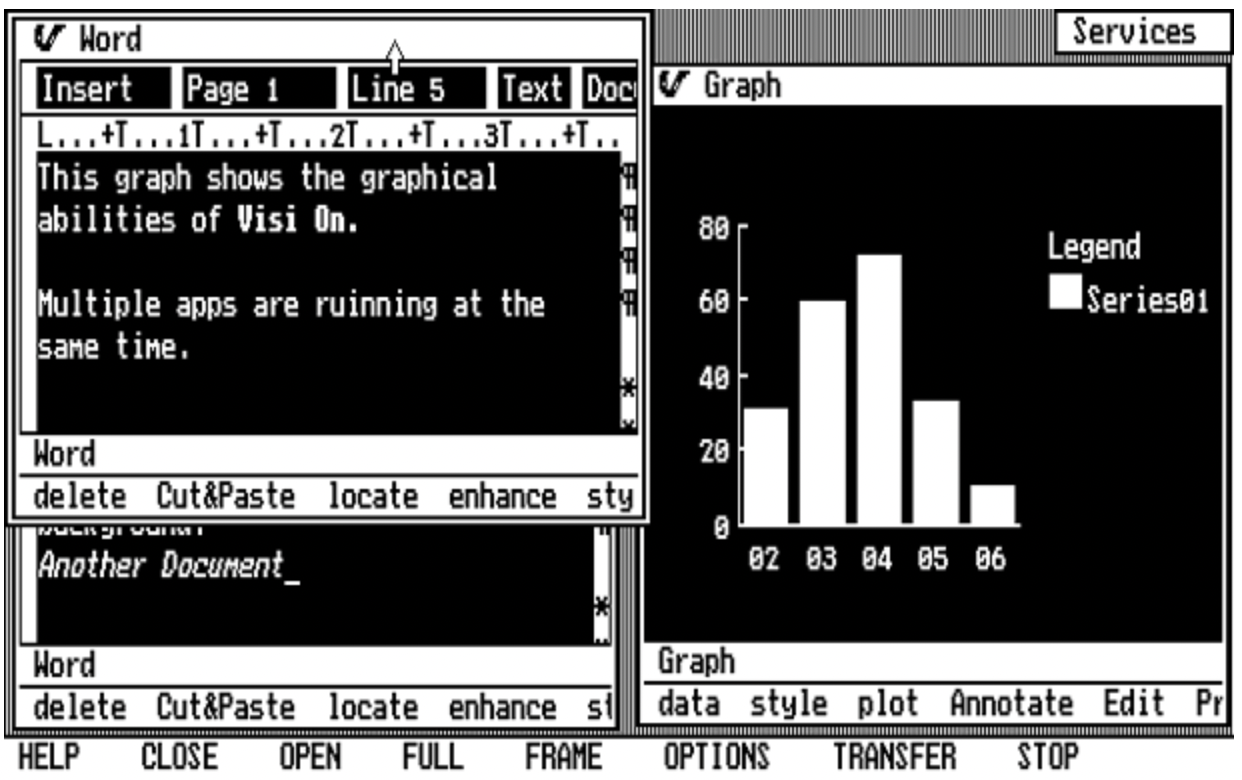 Word
Insert Page 1 Line 5 Text Docu
L...+T...1T...+T...2T...+T...3T...+T..
This graph shows the graphical
abilities of Visi On.
Multiple apps are ruinning at the
same time.
Word
delete Cut&Paste locate enhance sty
Another Document_
Word
delete Cut&Paste locate enhance st
Services
Graph
80
60
40
20
0
02 03 04 05 06
Legend
Series01
Graph
data style plot Annotate Edit Pr
HELP CLOSE OPEN FULL FRAME OPTIONS TRANSFER STOP